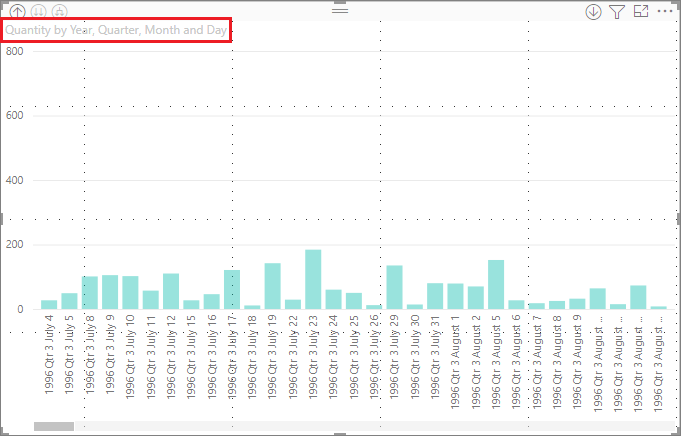 Quantity by Year, Quarter, Month and Day
800
600
400
200
0
1996 Qtr 3 July 4
1996 Qtr 3 July 5
1996 Qtr 3 July 8
1996 Qtr 3 July 9
1996 Qtr 3 July 10
1996 Qtr 3 July 11
1996 Qtr 3 July 12
1996 Qtr 3 July 15
1996 Qtr 3 July 16
1996 Qtr 3 July 17
1996 Qtr 3 July 18
1996 Qtr 3 July 19
1996 Qtr 3 July 22
1996 Qtr 3 July 23
1996 Qtr 3 July 24
1996 Qtr 3 July 25
1996 Qtr 3 July 26
1996 Qtr 3 July 29
1996 Qtr 3 July 30
1996 Qtr 3 July 31
1996 Qtr 3 August 1
1996 Qtr 3 August 2
1996 Qtr 3 August 5
1996 Qtr 3 August 6
1996 Qtr 3 August 7
1996 Qtr 3 August 8
1996 Qtr 3 August 9
1996 Qtr 3 August ...
1996 Qtr 3 August ...
1996 Qtr 3 August ...
1996 Qtr 3 August ...